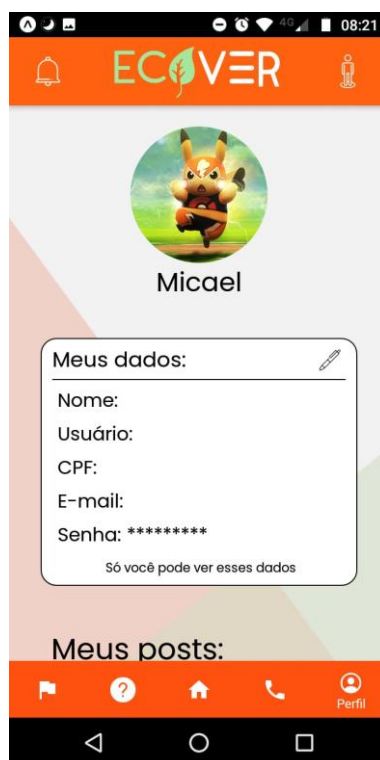 4G 08:21
ECOVER
Micael
Meus dados:
Nome:
Usuário:
CPF:
E-mail:
Senha: *********
Só você pode ver esses dados
Meus posts:
?
Perfil